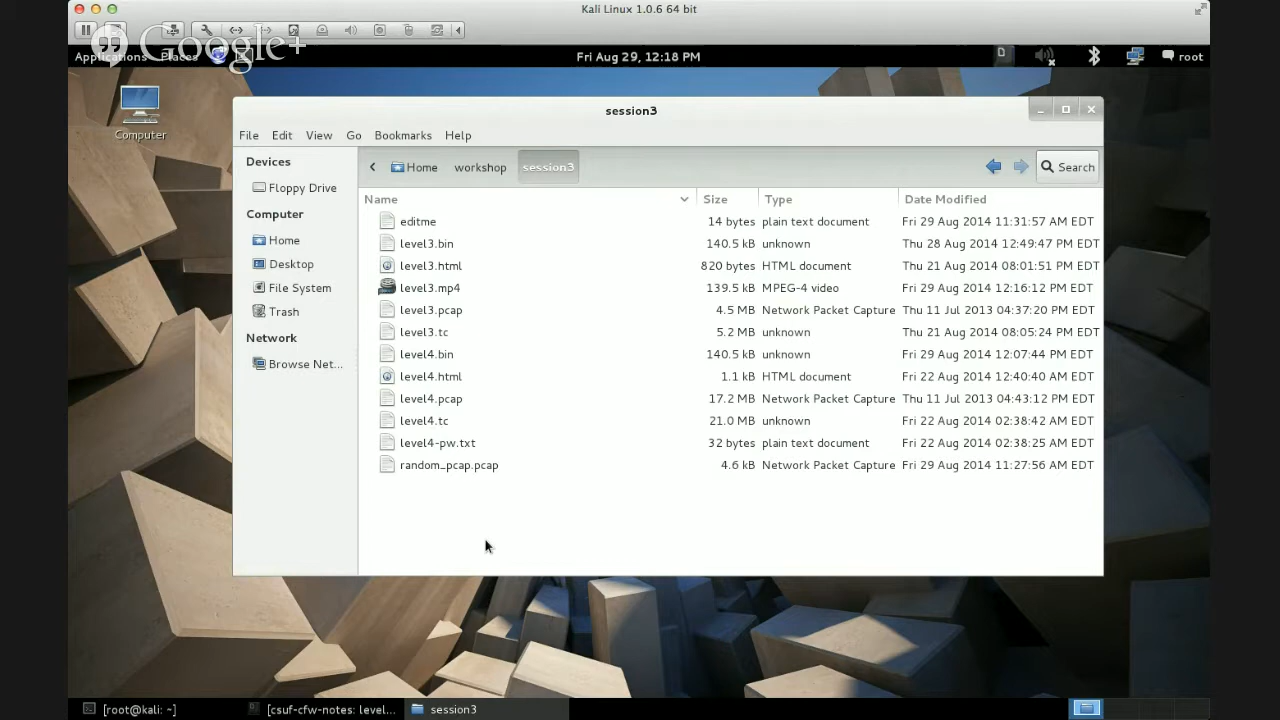 Kali Linux 1.0.6 64 bit
Google+
Applications Places Fri Aug 29, 12:18 PM root
Computer
session3
File Edit View Go Bookmarks Help
Devices
Floppy Drive
Computer
Home
Desktop
File System
Trash
Network
Browse Net...
Home workshop session3 Search
Name Size Type Date Modified
editme 14 bytes plain text document Fri 29 Aug 2014 11:31:57 AM EDT
level3.bin 140.5 kB unknown Thu 28 Aug 2014 12:49:47 PM EDT
level3.html 820 bytes HTML document Thu 21 Aug 2014 08:01:51 PM EDT
level3.mp4 139.5 kB MPEG-4 video Fri 29 Aug 2014 12:16:12 PM EDT
level3.pcap 4.5 MB Network Packet Capture Thu 11 Jul 2013 04:37:20 PM EDT
level3.tc 5.2 MB unknown Thu 21 Aug 2014 08:05:24 PM EDT
level4.bin 140.5 kB unknown Fri 29 Aug 2014 12:07:44 PM EDT
level4.html 1.1 kB HTML document Fri 22 Aug 2014 12:40:40 AM EDT
level4.pcap 17.2 MB Network Packet Capture Thu 11 Jul 2013 04:43:12 PM EDT
level4.tc 21.0 MB unknown Fri 22 Aug 2014 02:38:42 AM EDT
level4-pw.txt 32 bytes plain text document Fri 22 Aug 2014 02:38:25 AM EDT
random_pcap.pcap 4.6 kB Network Packet Capture Fri 29 Aug 2014 11:27:56 AM EDT
[root@kali: ~] [csuf-cfw-notes: level... session3